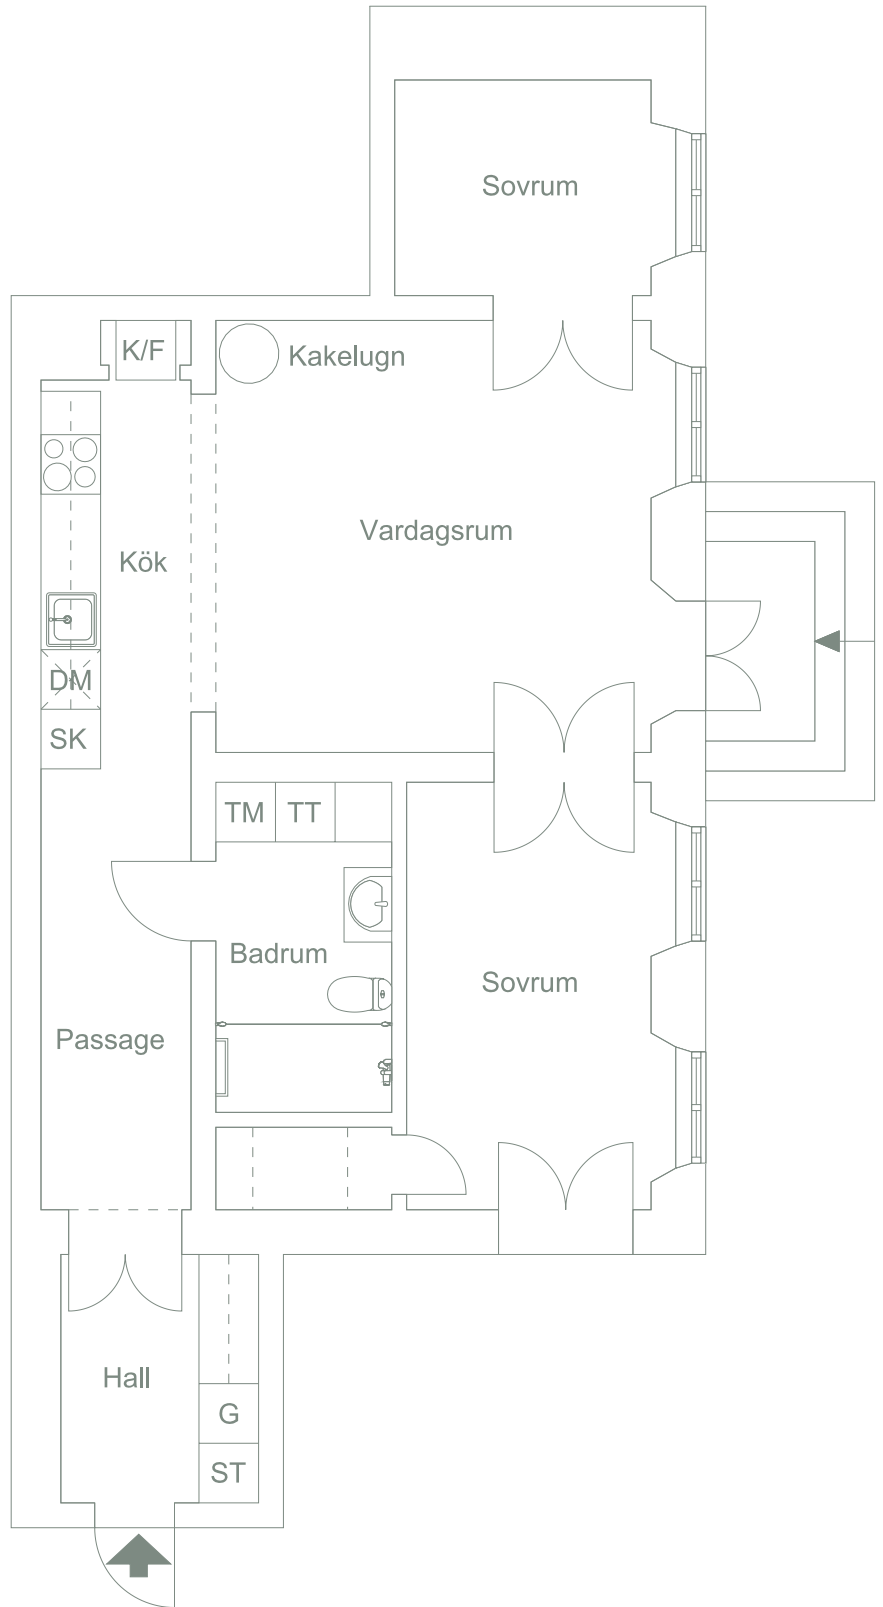 Sovrum
K/F
Kakelugn
Vardagsrum
Kök
DM
SK
TM
TT
Badrum
Sovrum
Passage
Hall
G
ST